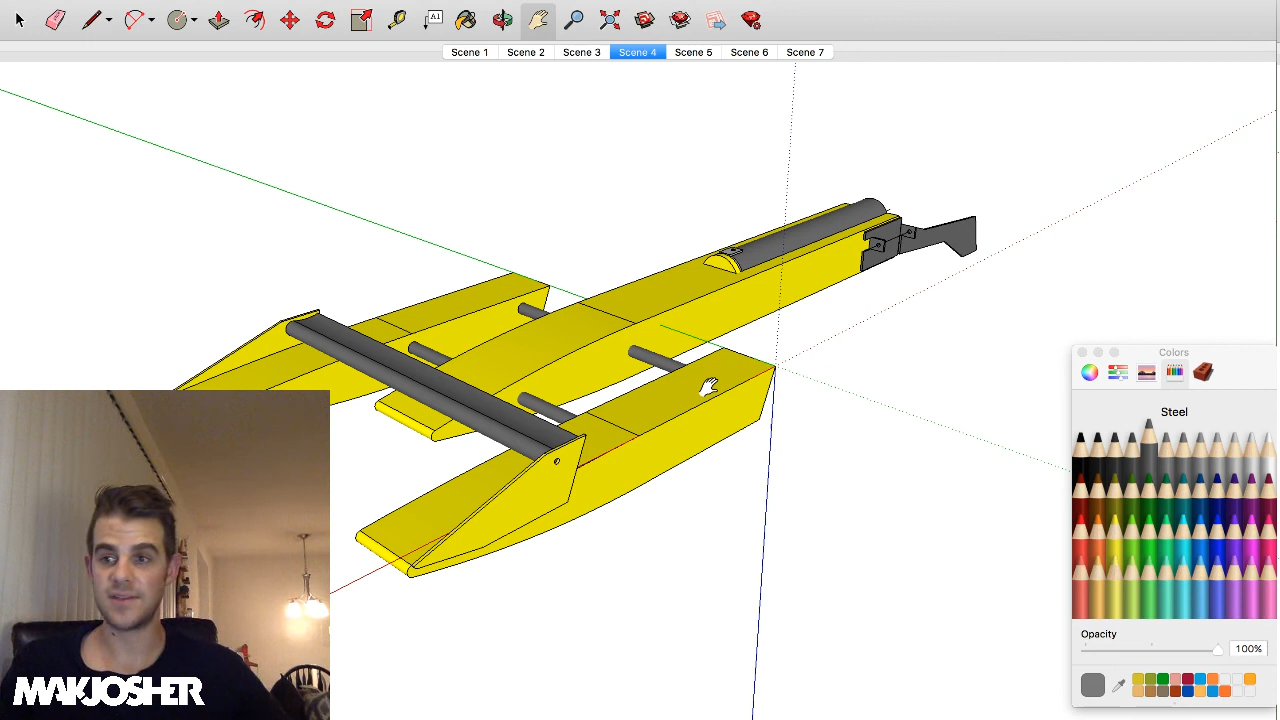 A1
Scene 1
Scene 2
Scene 3
Scene 4
Scene 5
Scene 6
Scene 7
Colors
Steel
Opacity
100%
MAKJOSHER